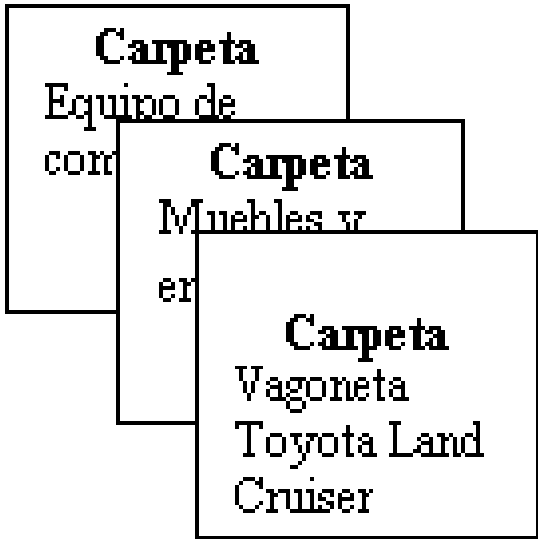 Carpeta
Equipo de
Carpeta
Muebles y
Carpeta
Vagoneta
Toyota Land
Cruiser